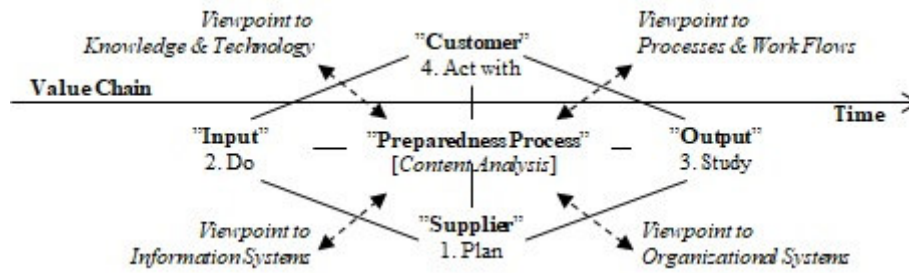 Viewpoint to
Knowledge & Technology
"Customer"
4. Act with
Viewpoint to
Processes & Work Flows
Value Chain
Time
"Input"
2. Do
"Preparedness Process"
[Content Analysis]
"Output"
3. Study
Viewpoint to
Information Systems
"Supplier"
1. Plan
Viewpoint to
Organizational Systems